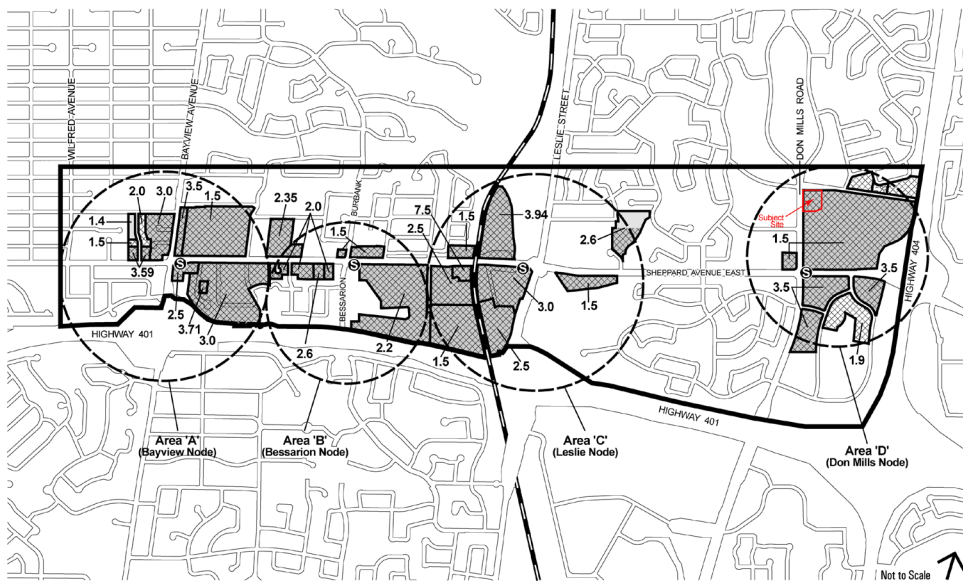 WILFRED AVENUE
BAYVIEW AVENUE
LESLIE STREET
DON MILLS ROAD
BURBANK
2.0
3.0
3.5
1.5
2.35
2.0
7.5
1.5
3.94
1.4
1.5
2.5
2.6
Subject
Site
1.5
1.5
3.59
S
S
S
S
SHEPPARD AVENUE EAST
3.5
HIGHWAY 404
BESSARION
2.5
3.71
3.0
2.6
2.2
1.5
2.5
3.0
1.5
3.5
1.9
HIGHWAY 401
HIGHWAY 401
Area 'A'
(Bayview Node)
Area 'B'
(Bessarion Node)
Area 'C'
(Leslie Node)
Area 'D'
(Don Mills Node)
Not to Scale